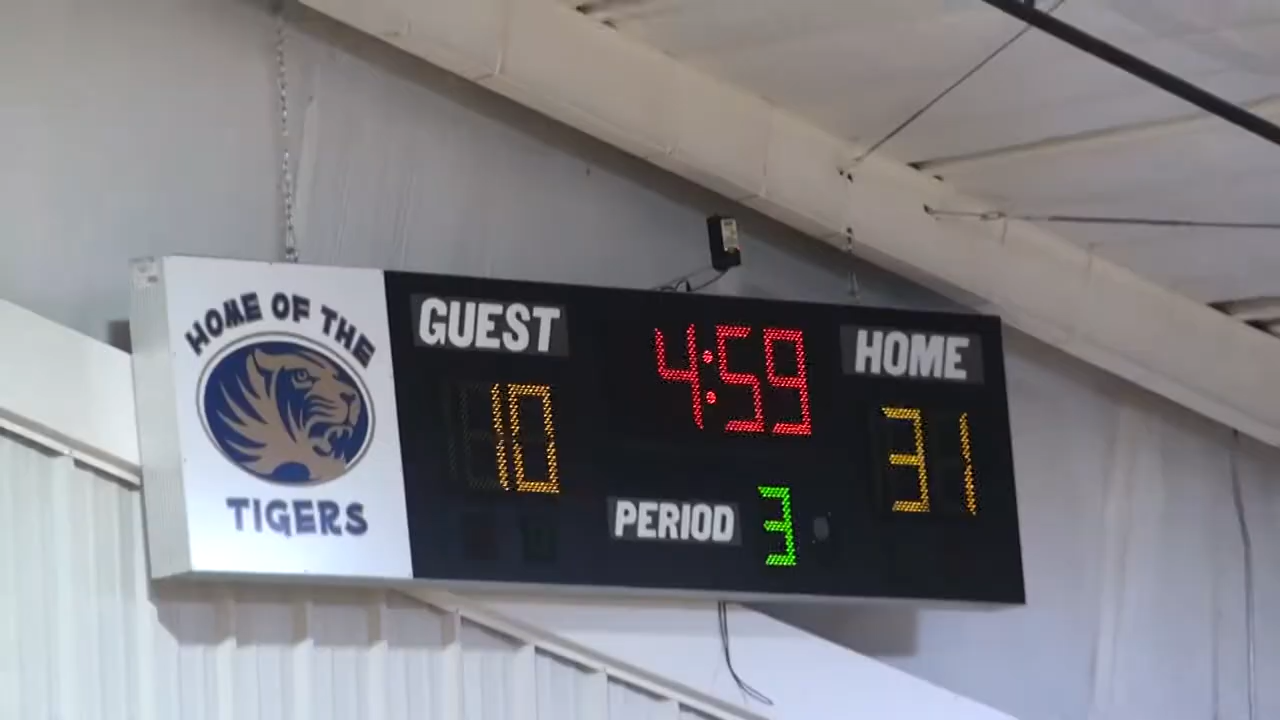 HOME OF THE
TIGERS
GUEST
10
4:59
HOME
31
PERIOD 3